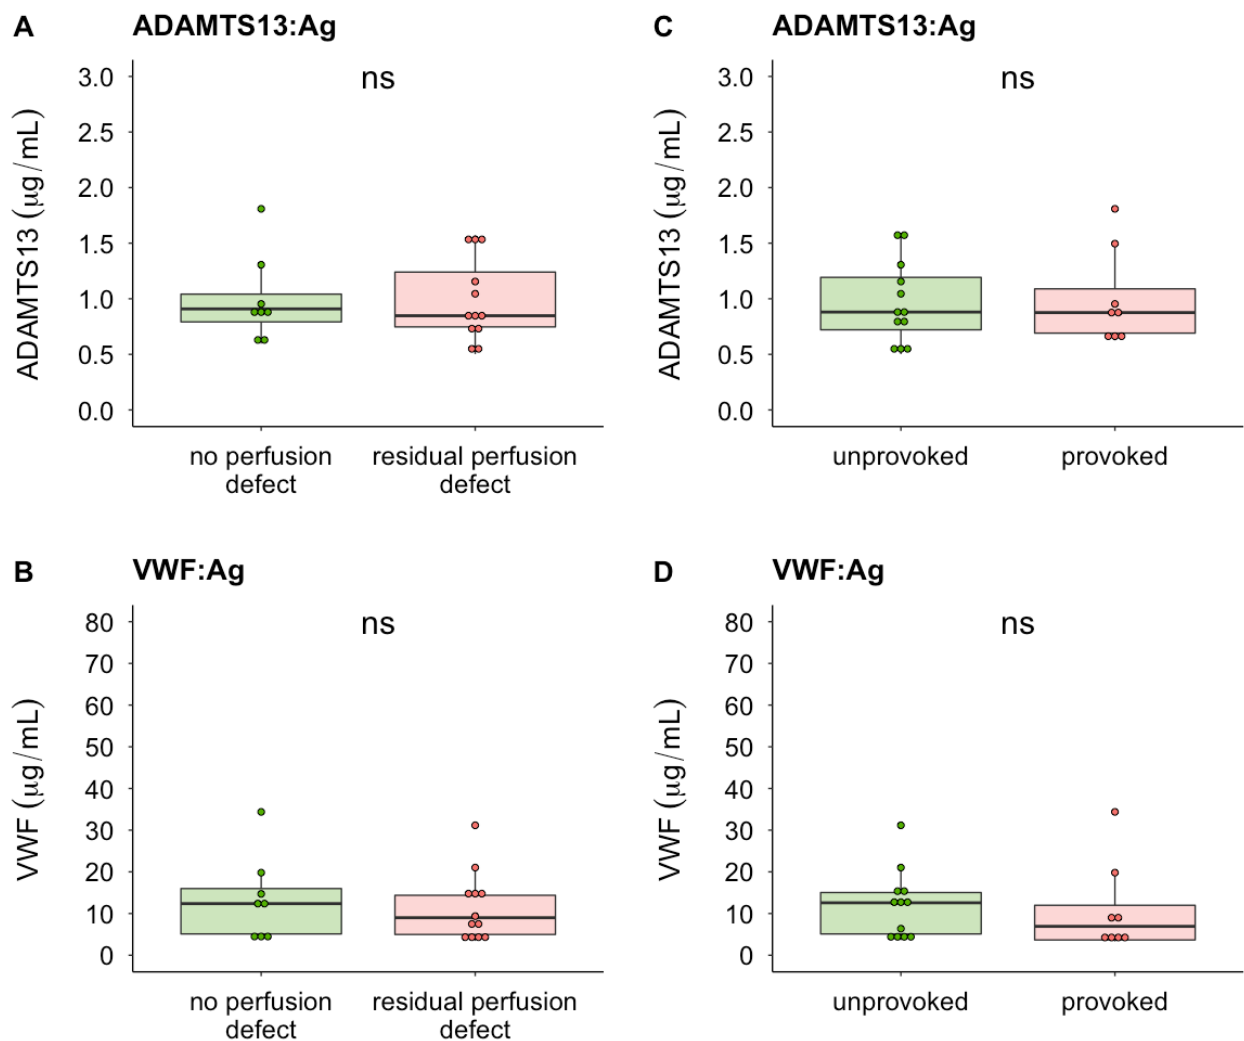 A
ADAMTS13:Ag
ns
3.0
2.5
2.0
1.5
1.0
0.5
0.0
ADAMTS13 (μg/mL)
no perfusion
defect
residual perfusion
defect
C
ADAMTS13:Ag
ns
3.0
2.5
2.0
1.5
1.0
0.5
0.0
ADAMTS13 (μg/mL)
unprovoked
provoked
B
VWF:Ag
ns
80
70
60
50
40
30
20
10
0
VWF (μg/mL)
no perfusion
defect
residual perfusion
defect
D
VWF:Ag
ns
80
70
60
50
40
30
20
10
0
VWF (μg/mL)
unprovoked
provoked